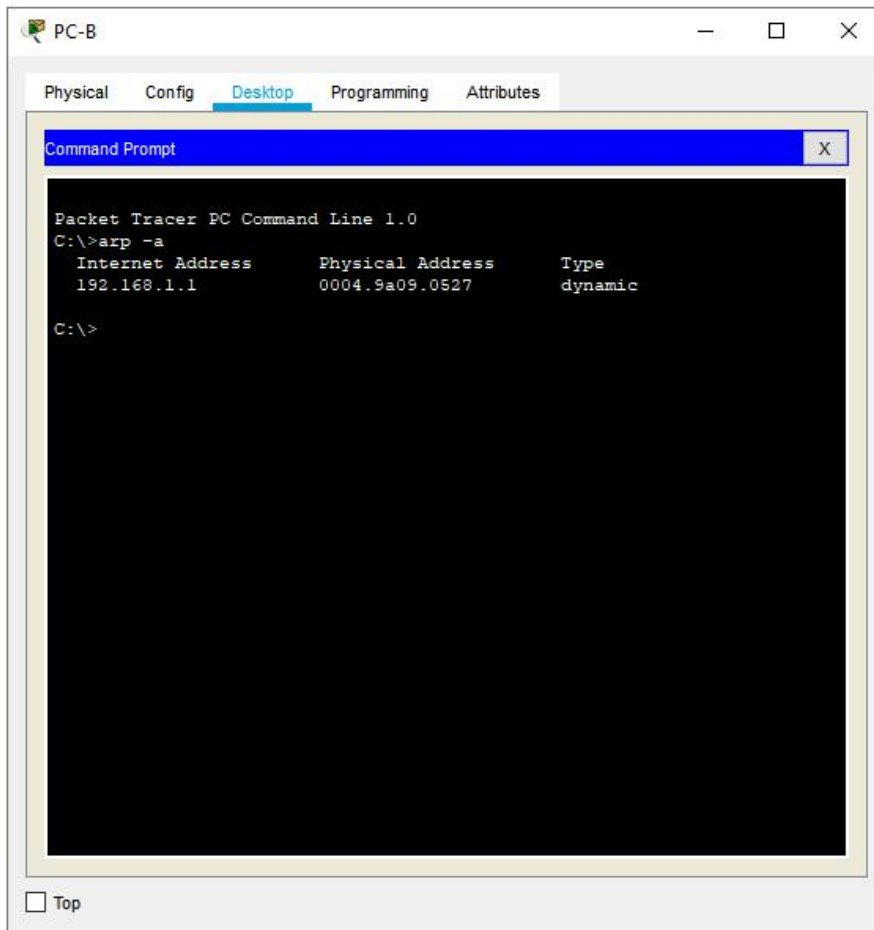 PC-B
Physical Config Desktop Programming Attributes
Command Prompt X
Packet Tracer PC Command Line 1.0
C:\>arp -a
Internet Address Physical Address Type
192.168.1.1 0004.9a09.0527 dynamic
C:\>
Top